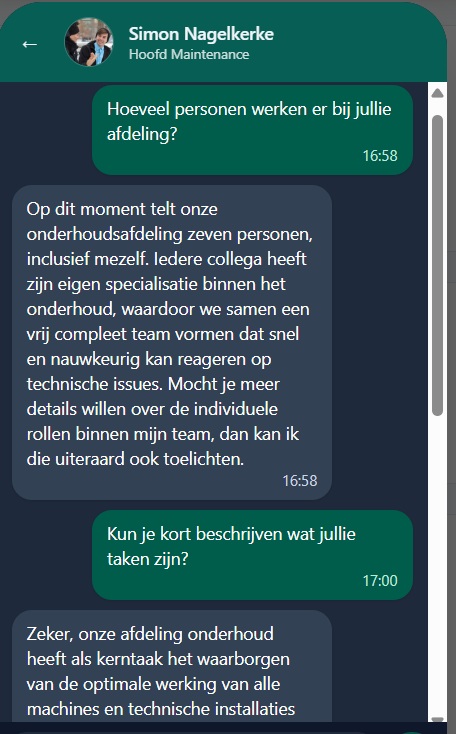 ←
Simon Nagelkerke
Hoofd Maintenance
Hoeveel personen werken er bij jullie
afdeling?
16:58
Op dit moment telt onze
onderhoudsafdeling zeven personen,
inclusief mezelf. Iedere collega heeft
zijn eigen specialisatie binnen het
onderhoud, waardoor we samen een
vrij compleet team vormen dat snel
en nauwkeurig kan reageren op
technische issues. Mocht je meer
details willen over de individuele
rollen binnen mijn team, dan kan ik
die uiteraard ook toelichten.
16:58
Kun je kort beschrijven wat jullie
taken zijn?
17:00
Zeker, onze afdeling onderhoud
heeft als kerntaak het waarborgen
van de optimale werking van alle
machines en technische installaties